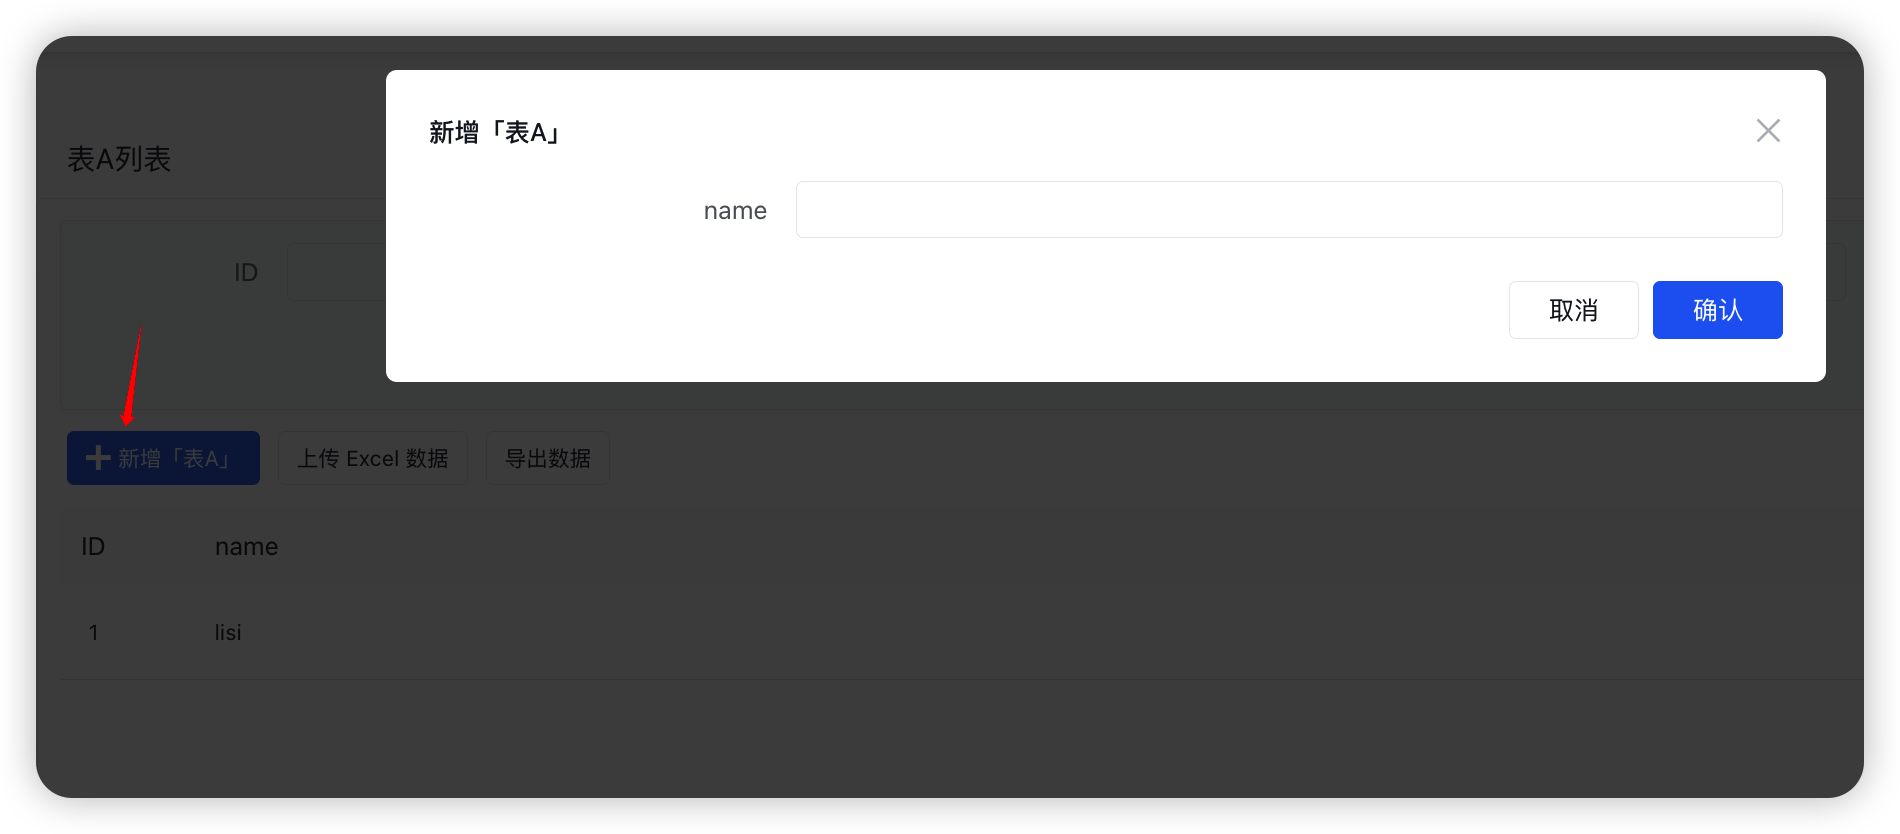 新增「表A」
name
取消 确认
表A列表
ID
新增「表A」 上传 Excel 数据 导出数据
ID name
1 lisi